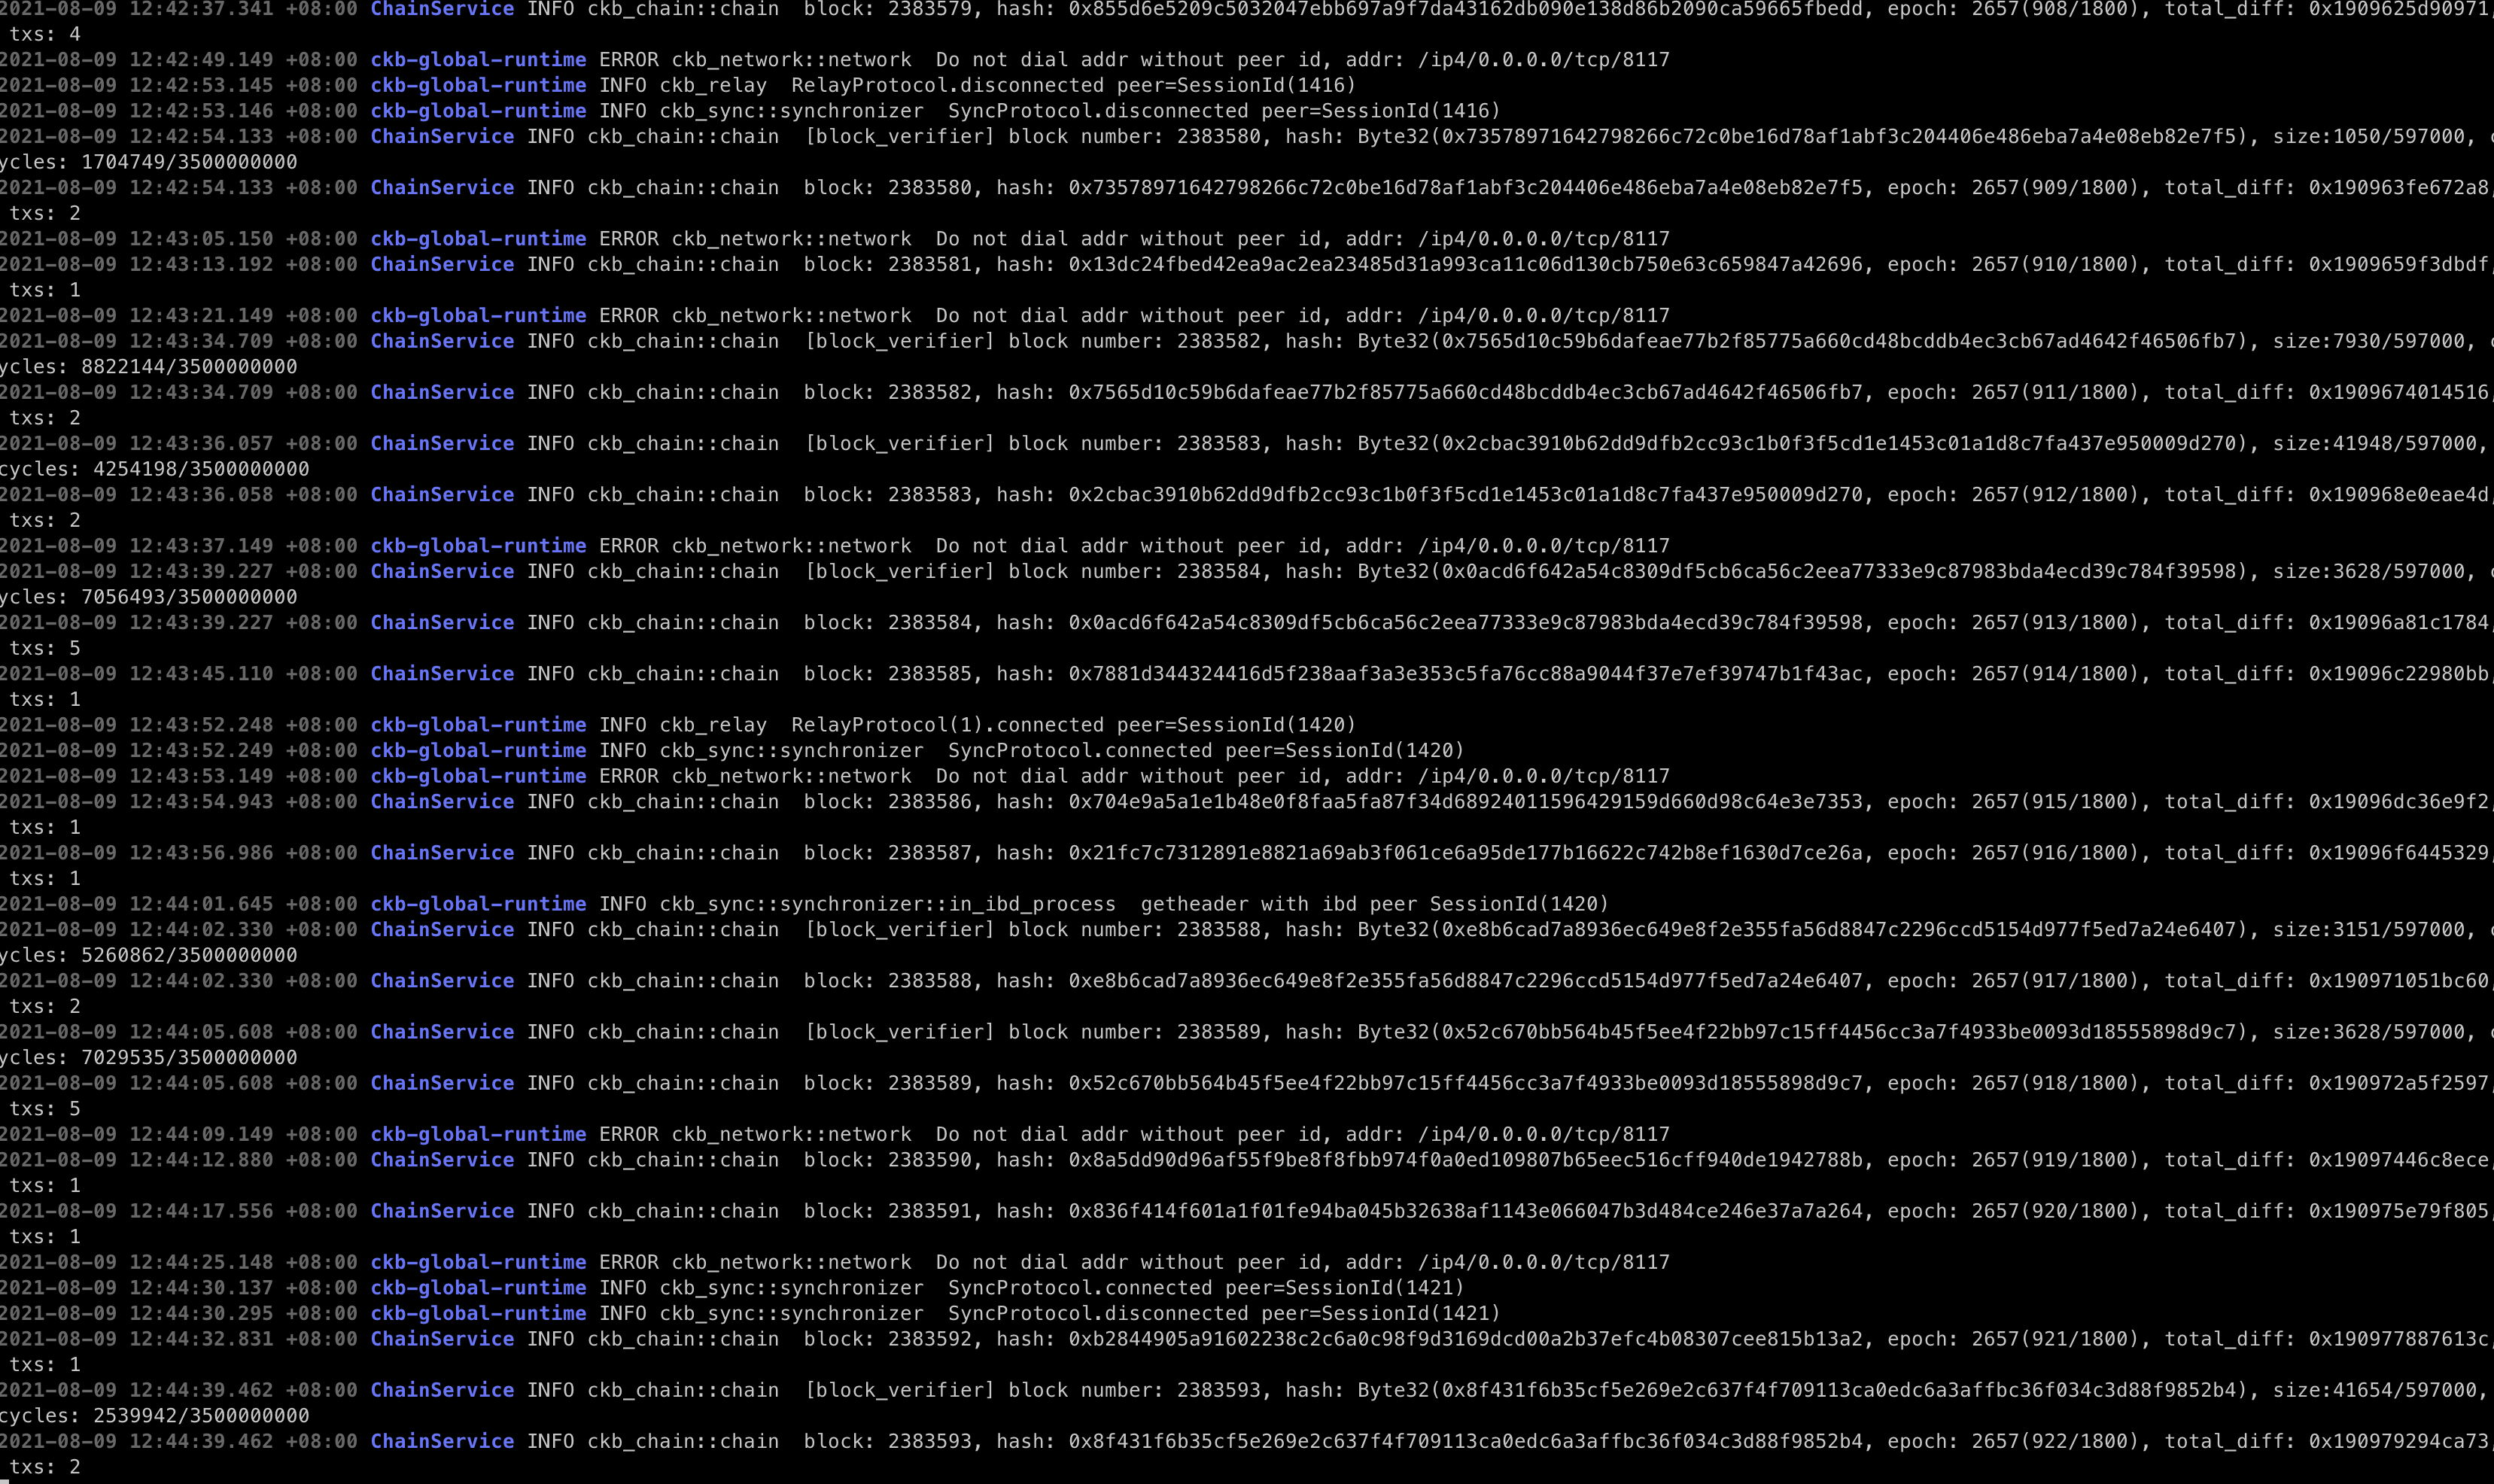 2021-08-09 12:42:37.341 +08:00 ChainService INFO ckb_chain::chain  block: 2383579, hash: 0x855d6e5209c5032047ebb697a9f7da43162db090e138d86b2090ca59665fbedd, epoch: 2657(908/1800), total_diff: 0x1909625d90971,
 txs: 4
2021-08-09 12:42:49.149 +08:00 ckb-global-runtime ERROR ckb_network::network  Do not dial addr without peer id, addr: /ip4/0.0.0.0/tcp/8117
2021-08-09 12:42:53.145 +08:00 ckb-global-runtime INFO ckb_relay  RelayProtocol.disconnected peer=SessionId(1416)
2021-08-09 12:42:53.146 +08:00 ckb-global-runtime INFO ckb_sync::synchronizer  SyncProtocol.disconnected peer=SessionId(1416)
2021-08-09 12:42:54.133 +08:00 ChainService INFO ckb_chain::chain  [block_verifier] block number: 2383580, hash: Byte32(0x73578971642798266c72c0be16d78af1abf3c204406e486eba7a4e08eb82e7f5), size:1050/597000, c
ycles: 1704749/3500000000
2021-08-09 12:42:54.133 +08:00 ChainService INFO ckb_chain::chain  block: 2383580, hash: 0x73578971642798266c72c0be16d78af1abf3c204406e486eba7a4e08eb82e7f5, epoch: 2657(909/1800), total_diff: 0x190963fe672a8,
 txs: 2
2021-08-09 12:43:05.150 +08:00 ckb-global-runtime ERROR ckb_network::network  Do not dial addr without peer id, addr: /ip4/0.0.0.0/tcp/8117
2021-08-09 12:43:13.192 +08:00 ChainService INFO ckb_chain::chain  block: 2383581, hash: 0x13dc24fbed42ea9ac2ea23485d31a993ca11c06d130cb750e63c659847a42696, epoch: 2657(910/1800), total_diff: 0x1909659f3dbdf,
 txs: 1
2021-08-09 12:43:21.149 +08:00 ckb-global-runtime ERROR ckb_network::network  Do not dial addr without peer id, addr: /ip4/0.0.0.0/tcp/8117
2021-08-09 12:43:34.709 +08:00 ChainService INFO ckb_chain::chain  [block_verifier] block number: 2383582, hash: Byte32(0x7565d10c59b6dafeae77b2f85775a660cd48bcddb4ec3cb67ad4642f46506fb7), size:7930/597000, c
ycles: 8822144/3500000000
2021-08-09 12:43:34.709 +08:00 ChainService INFO ckb_chain::chain  block: 2383582, hash: 0x7565d10c59b6dafeae77b2f85775a660cd48bcddb4ec3cb67ad4642f46506fb7, epoch: 2657(911/1800), total_diff: 0x1909674014516,
 txs: 2
2021-08-09 12:43:36.057 +08:00 ChainService INFO ckb_chain::chain  [block_verifier] block number: 2383583, hash: Byte32(0x2cbac3910b62dd9dfb2cc93c1b0f3f5cd1e1453c01a1d8c7fa437e950009d270), size:41948/597000,
cycles: 4254198/3500000000
2021-08-09 12:43:36.058 +08:00 ChainService INFO ckb_chain::chain  block: 2383583, hash: 0x2cbac3910b62dd9dfb2cc93c1b0f3f5cd1e1453c01a1d8c7fa437e950009d270, epoch: 2657(912/1800), total_diff: 0x190968e0eae4d,
 txs: 2
2021-08-09 12:43:37.149 +08:00 ckb-global-runtime ERROR ckb_network::network  Do not dial addr without peer id, addr: /ip4/0.0.0.0/tcp/8117
2021-08-09 12:43:39.227 +08:00 ChainService INFO ckb_chain::chain  [block_verifier] block number: 2383584, hash: Byte32(0x0acd6f642a54c8309df5cb6ca56c2eea77333e9c87983bda4ecd39c784f39598), size:3628/597000, c
ycles: 7056493/3500000000
2021-08-09 12:43:39.227 +08:00 ChainService INFO ckb_chain::chain  block: 2383584, hash: 0x0acd6f642a54c8309df5cb6ca56c2eea77333e9c87983bda4ecd39c784f39598, epoch: 2657(913/1800), total_diff: 0x19096a81c1784,
 txs: 5
2021-08-09 12:43:45.110 +08:00 ChainService INFO ckb_chain::chain  block: 2383585, hash: 0x7881d344324416d5f238aaf3a3e353c5fa76cc88a9044f37e7ef39747b1f43ac, epoch: 2657(914/1800), total_diff: 0x19096c22980bb,
 txs: 1
2021-08-09 12:43:52.248 +08:00 ckb-global-runtime INFO ckb_relay  RelayProtocol(1).connected peer=SessionId(1420)
2021-08-09 12:43:52.249 +08:00 ckb-global-runtime INFO ckb_sync::synchronizer  SyncProtocol.connected peer=SessionId(1420)
2021-08-09 12:43:53.149 +08:00 ckb-global-runtime ERROR ckb_network::network  Do not dial addr without peer id, addr: /ip4/0.0.0.0/tcp/8117
2021-08-09 12:43:54.943 +08:00 ChainService INFO ckb_chain::chain  block: 2383586, hash: 0x704e9a5a1e1b48e0f8faa5fa87f34d68924011596429159d660d98c64e3e7353, epoch: 2657(915/1800), total_diff: 0x19096dc36e9f2,
 txs: 1
2021-08-09 12:43:56.986 +08:00 ChainService INFO ckb_chain::chain  block: 2383587, hash: 0x21fc7c7312891e8821a69ab3f061ce6a95de177b16622c742b8ef1630d7ce26a, epoch: 2657(916/1800), total_diff: 0x19096f6445329,
 txs: 1
2021-08-09 12:44:01.645 +08:00 ckb-global-runtime INFO ckb_sync::synchronizer::in_ibd_process  getheader with ibd peer SessionId(1420)
2021-08-09 12:44:02.330 +08:00 ChainService INFO ckb_chain::chain  [block_verifier] block number: 2383588, hash: Byte32(0xe8b6cad7a8936ec649e8f2e355fa56d8847c2296ccd5154d977f5ed7a24e6407), size:3151/597000, c
ycles: 5260862/3500000000
2021-08-09 12:44:02.330 +08:00 ChainService INFO ckb_chain::chain  block: 2383588, hash: 0xe8b6cad7a8936ec649e8f2e355fa56d8847c2296ccd5154d977f5ed7a24e6407, epoch: 2657(917/1800), total_diff: 0x190971051bc60,
 txs: 2
2021-08-09 12:44:05.608 +08:00 ChainService INFO ckb_chain::chain  [block_verifier] block number: 2383589, hash: Byte32(0x52c670bb564b45f5ee4f22bb97c15ff4456cc3a7f4933be0093d18555898d9c7), size:3628/597000, c
ycles: 7029535/3500000000
2021-08-09 12:44:05.608 +08:00 ChainService INFO ckb_chain::chain  block: 2383589, hash: 0x52c670bb564b45f5ee4f22bb97c15ff4456cc3a7f4933be0093d18555898d9c7, epoch: 2657(918/1800), total_diff: 0x190972a5f2597,
 txs: 5
2021-08-09 12:44:09.149 +08:00 ckb-global-runtime ERROR ckb_network::network  Do not dial addr without peer id, addr: /ip4/0.0.0.0/tcp/8117
2021-08-09 12:44:12.880 +08:00 ChainService INFO ckb_chain::chain  block: 2383590, hash: 0x8a5dd90d96af55f9be8f8fbb974f0a0ed109807b65eec516cff940de1942788b, epoch: 2657(919/1800), total_diff: 0x19097446c8ece,
 txs: 1
2021-08-09 12:44:17.556 +08:00 ChainService INFO ckb_chain::chain  block: 2383591, hash: 0x836f414f601a1f01fe94ba045b32638af1143e066047b3d484ce246e37a7a264, epoch: 2657(920/1800), total_diff: 0x190975e79f805,
 txs: 1
2021-08-09 12:44:25.148 +08:00 ckb-global-runtime ERROR ckb_network::network  Do not dial addr without peer id, addr: /ip4/0.0.0.0/tcp/8117
2021-08-09 12:44:30.137 +08:00 ckb-global-runtime INFO ckb_sync::synchronizer  SyncProtocol.connected peer=SessionId(1421)
2021-08-09 12:44:30.295 +08:00 ckb-global-runtime INFO ckb_sync::synchronizer  SyncProtocol.disconnected peer=SessionId(1421)
2021-08-09 12:44:32.831 +08:00 ChainService INFO ckb_chain::chain  block: 2383592, hash: 0xb2844905a91602238c2c6a0c98f9d3169dcd00a2b37efc4b08307cee815b13a2, epoch: 2657(921/1800), total_diff: 0x190977887613c,
 txs: 1
2021-08-09 12:44:39.462 +08:00 ChainService INFO ckb_chain::chain  [block_verifier] block number: 2383593, hash: Byte32(0x8f431f6b35cf5e269e2c637f4f709113ca0edc6a3affbc36f034c3d88f9852b4), size:41654/597000,
cycles: 2539942/3500000000
2021-08-09 12:44:39.462 +08:00 ChainService INFO ckb_chain::chain  block: 2383593, hash: 0x8f431f6b35cf5e269e2c637f4f709113ca0edc6a3affbc36f034c3d88f9852b4, epoch: 2657(922/1800), total_diff: 0x190979294ca73,
 txs: 2